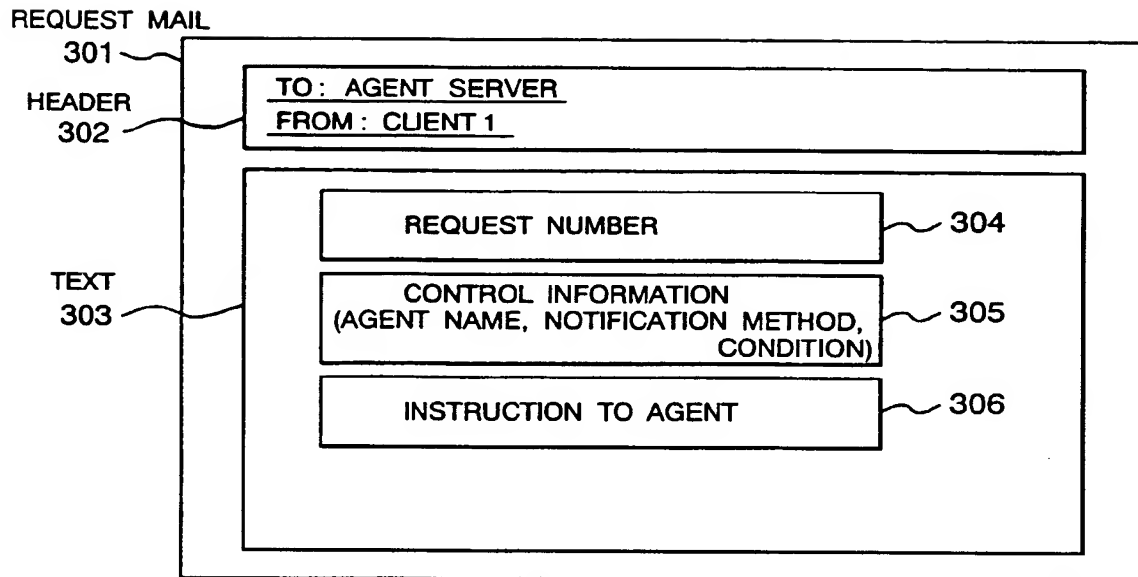 REQUEST MAIL
301
HEADER
302
TO : AGENT SERVER
FROM : CLIENT 1
TEXT
303
REQUEST NUMBER
304
CONTROL INFORMATION
(AGENT NAME, NOTIFICATION METHOD,
CONDITION)
305
INSTRUCTION TO AGENT
306